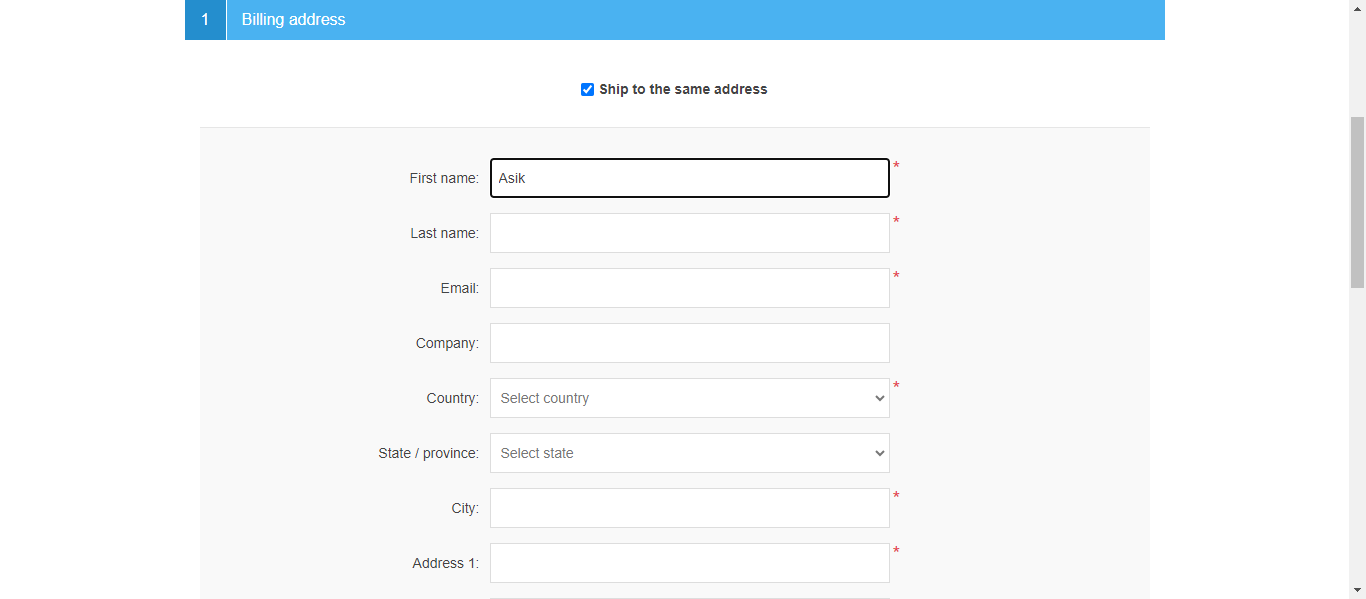 1 Billing address
Ship to the same address
First name: Asik *
Last name: *
Email: *
Company:
Country: Select country *
State / province: Select state
City: *
Address 1: *